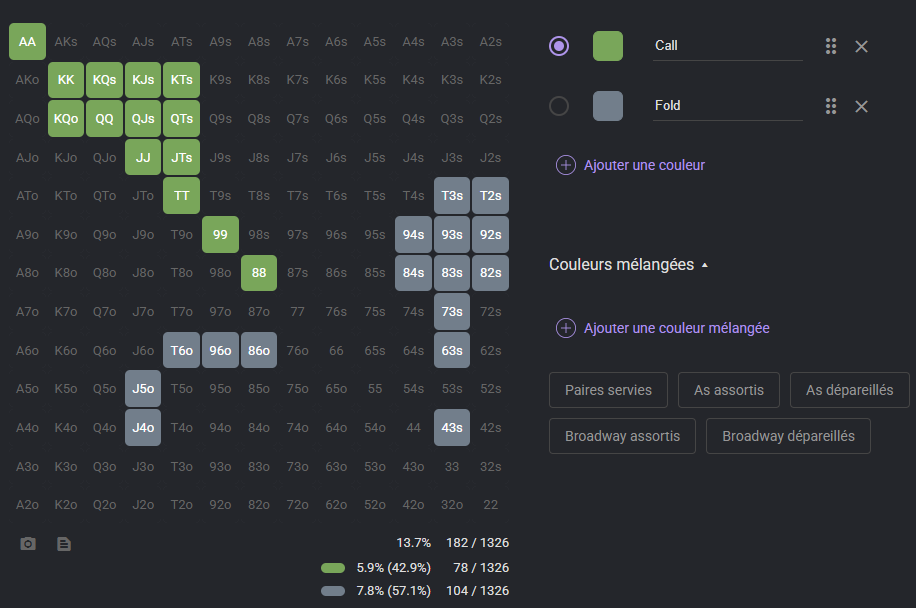 AA AKs AQs AJs ATs A9s A8s A7s A6s A5s A4s A3s A2s
AKo KK KQs KJs KTs K9s K8s K7s K6s K5s K4s K3s K2s
AQo KQo QQ QJs QTs Q9s Q8s Q7s Q6s Q5s Q4s Q3s Q2s
AJo KJo QJo JJ JTs J9s J8s J7s J6s J5s J4s J3s J2s
ATo KTo QTo JTo TT T9s T8s T7s T6s T5s T4s T3s T2s
A9o K9o Q9o J9o T9o 99 98s 97s 96s 95s 94s 93s 92s
A8o K8o Q8o J8o T8o 98o 88 87s 86s 85s 84s 83s 82s
A7o K7o Q7o J7o T7o 97o 87o 77 76s 75s 74s 73s 72s
A6o K6o Q6o J6o T6o 96o 86o 76o 66 65s 64s 63s 62s
A5o K5o Q5o J5o T5o 95o 85o 75o 65o 55 54s 53s 52s
A4o K4o Q4o J4o T4o 94o 84o 74o 64o 54o 44 43s 42s
A3o K3o Q3o J3o T3o 93o 83o 73o 63o 53o 43o 33 32s
A2o K2o Q2o J2o T2o 92o 82o 72o 62o 52o 42o 32o 22
13.7% 182 / 1326
5.9% (42.9%) 78 / 1326
7.8% (57.1%) 104 / 1326
Call
Fold
Ajouter une couleur
Couleurs mélangées
Ajouter une couleur mélangée
Paires servies As assortis As dépareillés
Broadway assortis Broadway dépareillés